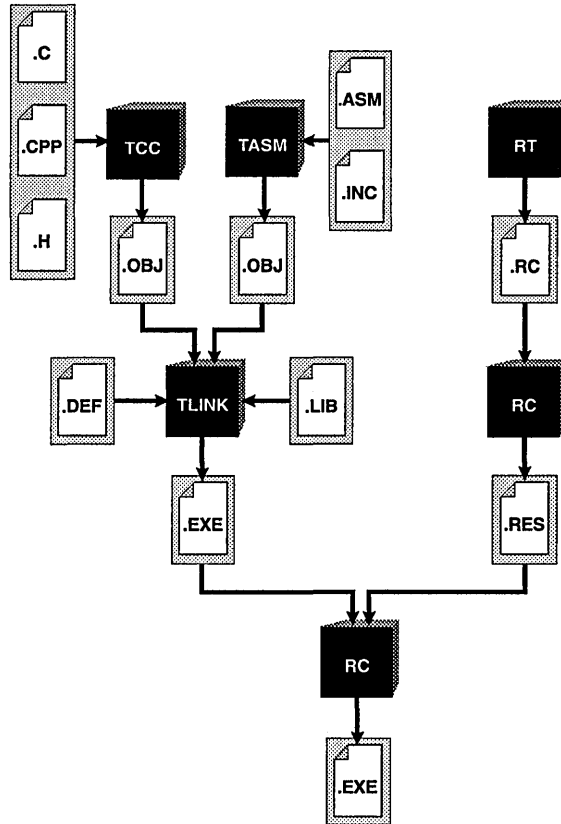 .C
.CPP
.H
TCC
TASM
.ASM
.INC
RT
.OBJ
.OBJ
.RC
.DEF
TLINK
.LIB
RC
.EXE
.RES
RC
.EXE